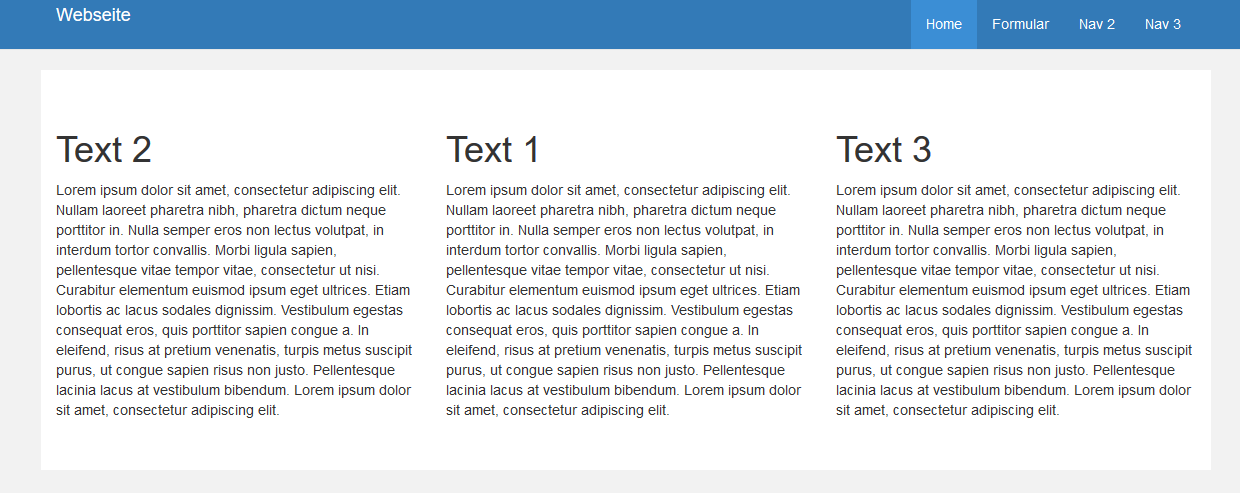 Webseite
Home Formular Nav 2 Nav 3
Text 2
Lorem ipsum dolor sit amet, consectetur adipiscing elit.
Nullam laoreet pharetra nibh, pharetra dictum neque
porttitor in. Nulla semper eros non lectus volutpat, in
interdum tortor convallis. Morbi ligula sapien,
pellentesque vitae tempor vitae, consectetur ut nisi.
Curabitur elementum euismod ipsum eget ultrices. Etiam
lobortis ac lacus sodales dignissim. Vestibulum egestas
consequat eros, quis porttitor sapien congue a. In
eleifend, risus at pretium venenatis, turpis metus suscipit
purus, ut congue sapien risus non justo. Pellentesque
lacinia lacus at vestibulum bibendum. Lorem ipsum dolor
sit amet, consectetur adipiscing elit.
Text 1
Lorem ipsum dolor sit amet, consectetur adipiscing elit.
Nullam laoreet pharetra nibh, pharetra dictum neque
porttitor in. Nulla semper eros non lectus volutpat, in
interdum tortor convallis. Morbi ligula sapien,
pellentesque vitae tempor vitae, consectetur ut nisi.
Curabitur elementum euismod ipsum eget ultrices. Etiam
lobortis ac lacus sodales dignissim. Vestibulum egestas
consequat eros, quis porttitor sapien congue a. In
eleifend, risus at pretium venenatis, turpis metus suscipit
purus, ut congue sapien risus non justo. Pellentesque
lacinia lacus at vestibulum bibendum. Lorem ipsum dolor
sit amet, consectetur adipiscing elit.
Text 3
Lorem ipsum dolor sit amet, consectetur adipiscing elit.
Nullam laoreet pharetra nibh, pharetra dictum neque
porttitor in. Nulla semper eros non lectus volutpat, in
interdum tortor convallis. Morbi ligula sapien,
pellentesque vitae tempor vitae, consectetur ut nisi.
Curabitur elementum euismod ipsum eget ultrices. Etiam
lobortis ac lacus sodales dignissim. Vestibulum egestas
consequat eros, quis porttitor sapien congue a. In
eleifend, risus at pretium venenatis, turpis metus suscipit
purus, ut congue sapien risus non justo. Pellentesque
lacinia lacus at vestibulum bibendum. Lorem ipsum dolor
sit amet, consectetur adipiscing elit.